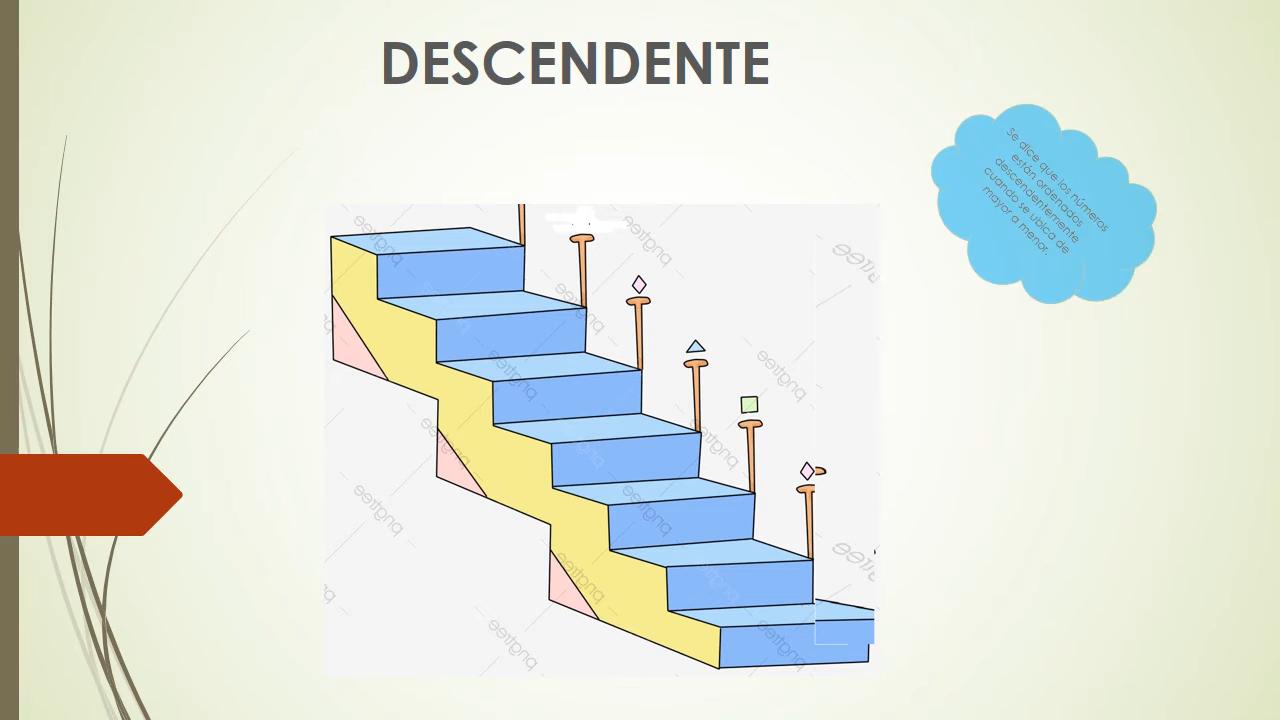 DESCENDENTE
Se dice que los números
están ordenados
descendentemente
cuando se ubica de
mayor a menor.